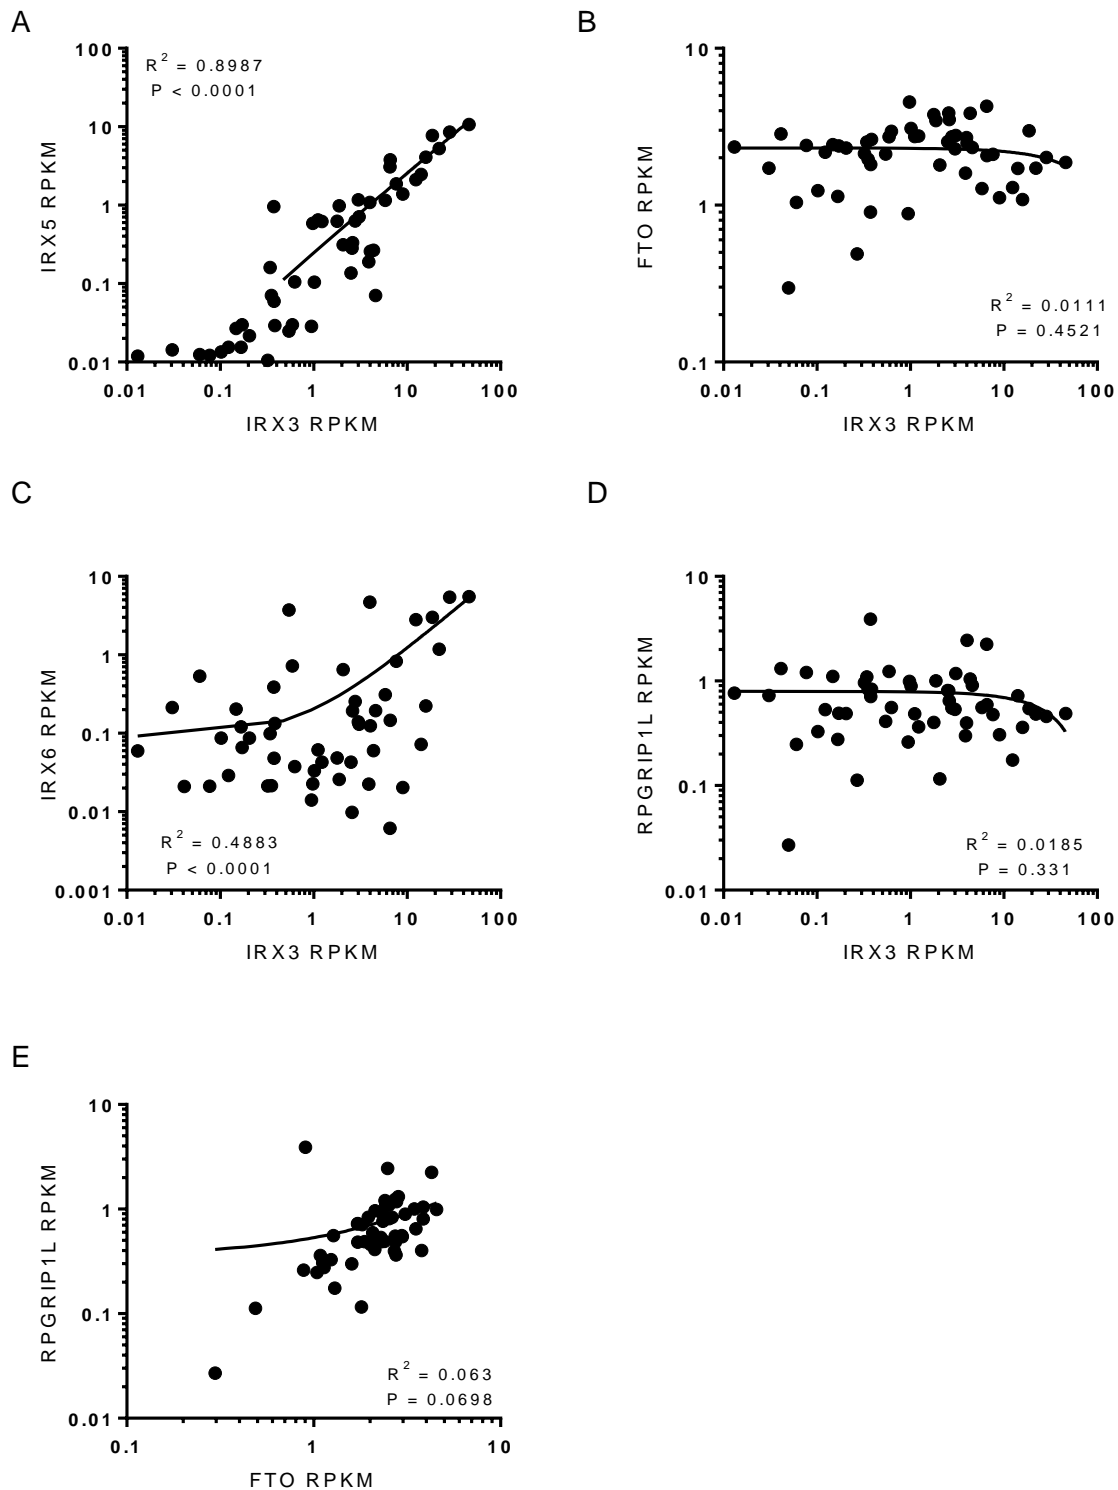 A
R2 = 0.8987
P < 0.0001
100
10
1
0.1
0.01
IRX5 RPKM
0.01 0.1 1 10 100
IRX3 RPKM
B
10
1
0.1
FTO RPKM
R2 = 0.0111
P = 0.4521
0.01 0.1 1 10 100
IRX3 RPKM
C
10
1
0.1
0.01
0.001
IRX6 RPKM
R2 = 0.4883
P < 0.0001
0.01 0.1 1 10 100
IRX3 RPKM
D
10
1
0.1
0.01
RPGRIP1L RPKM
R2 = 0.0185
P = 0.331
0.01 0.1 1 10 100
IRX3 RPKM
E
10
1
0.1
0.01
RPGRIP1L RPKM
R2 = 0.063
P = 0.0698
0.1 1 10
FTO RPKM